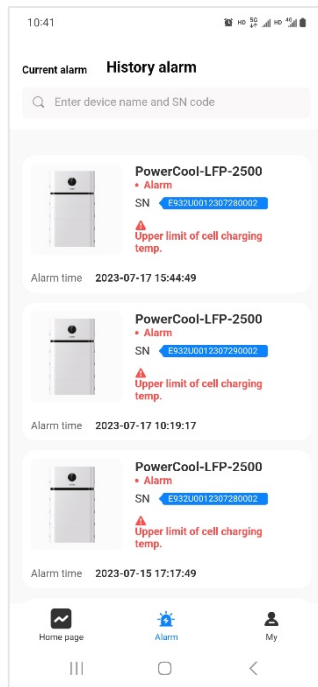 10:41 HD 5G HD 4G
Current alarm History alarm
Enter device name and SN code
PowerCool-LFP-2500
• Alarm
SN E932U0012307280002
Upper limit of cell charging
temp.
Alarm time 2023-07-17 15:44:49
PowerCool-LFP-2500
• Alarm
SN E932U0012307290002
Upper limit of cell charging
temp.
Alarm time 2023-07-17 10:19:17
PowerCool-LFP-2500
• Alarm
SN E932U0012307280002
Upper limit of cell charging
temp.
Alarm time 2023-07-15 17:17:49
Home page Alarm My